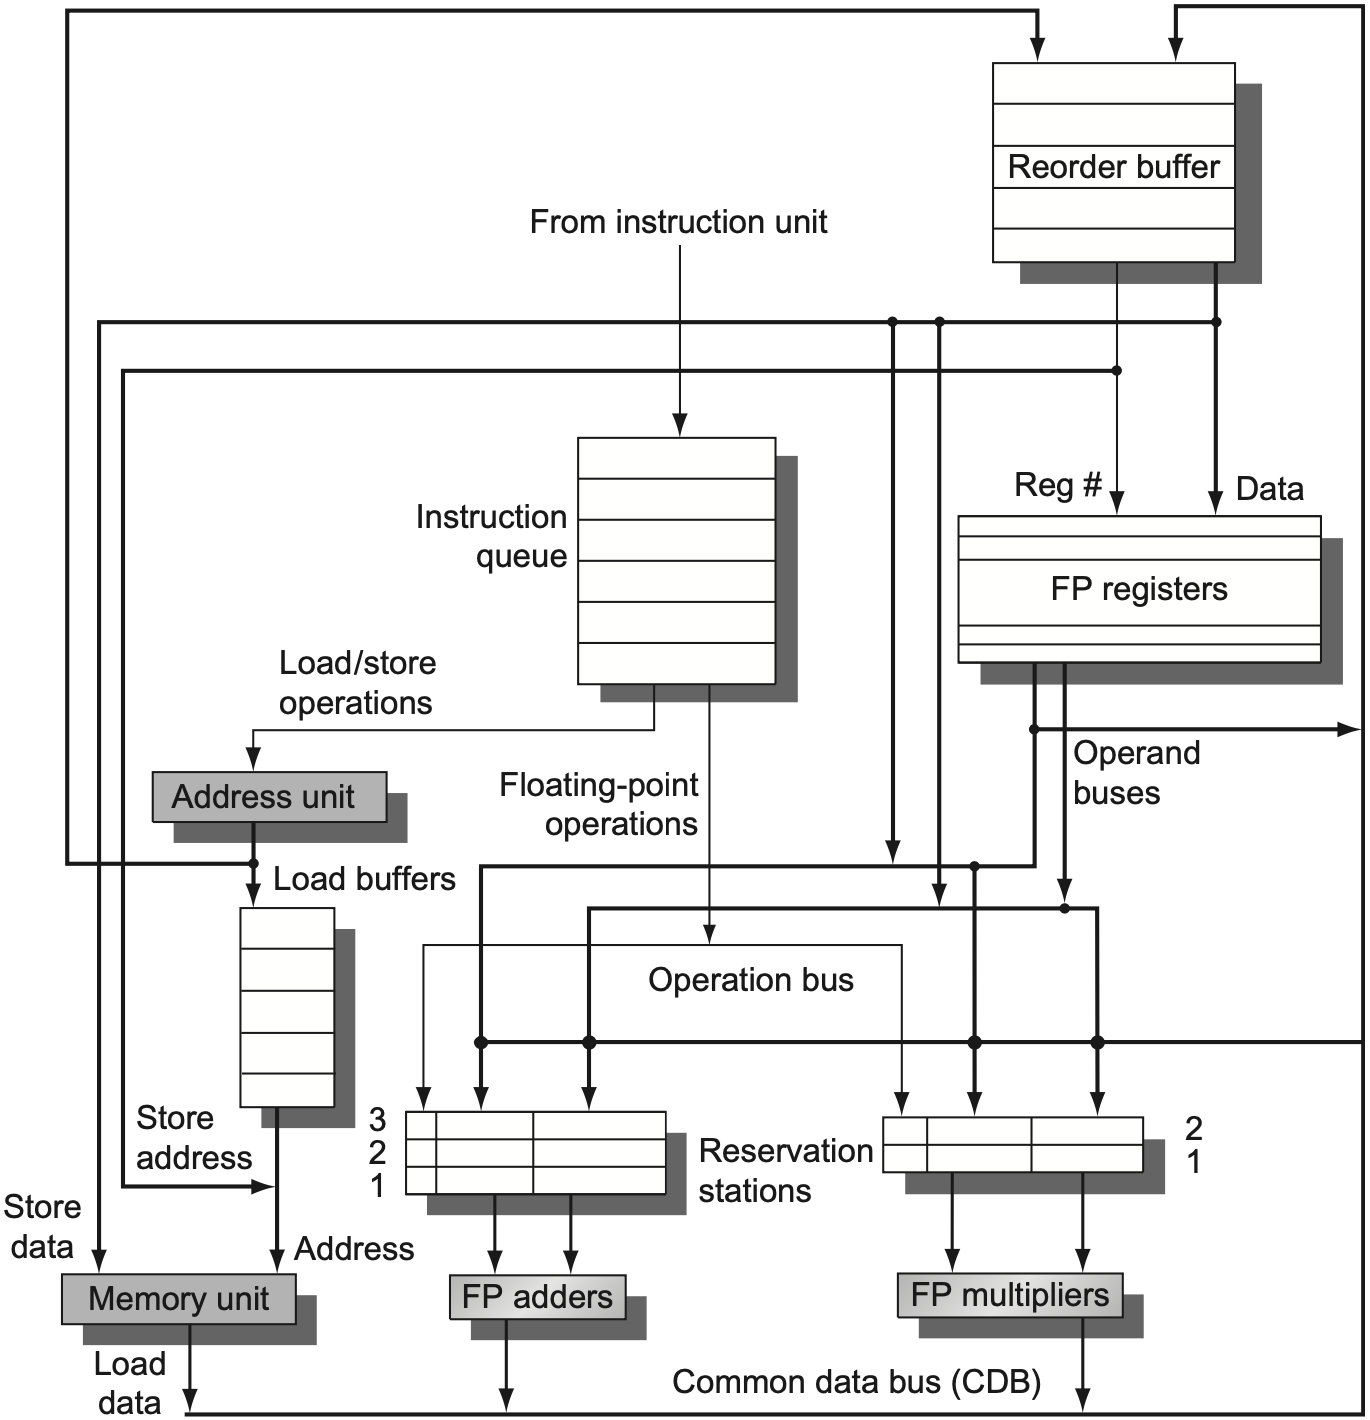 Reorder buffer
From instruction unit
Reg #
Data
Instruction
queue
FP registers
Load/store
operations
Operand
buses
Address unit
Floating-point
operations
Load buffers
Operation bus
Store
address
3
2
1
Reservation
stations
2
1
Store
data
Address
Memory unit
FP adders
FP multipliers
Load
data
Common data bus (CDB)